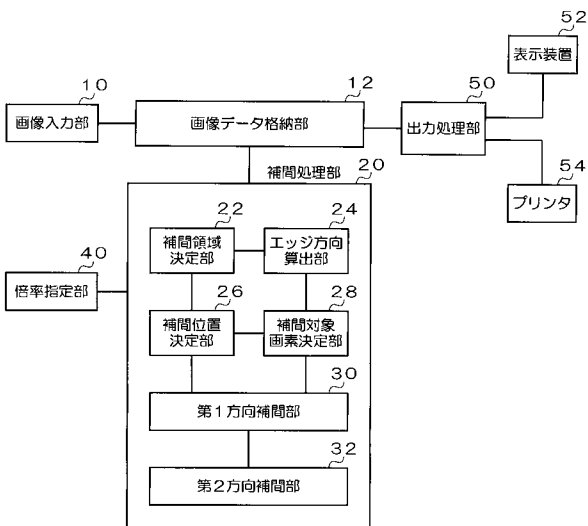 52
表示装置
10
画像入力部
12
画像データ格納部
50
出力処理部
54
プリンタ
補間処理部
20
22
補間領域
決定部
24
エッジ方向
算出部
40
倍率指定部
26
補間位置
決定部
28
補間対象
画素決定部
30
第1方向補間部
32
第2方向補間部